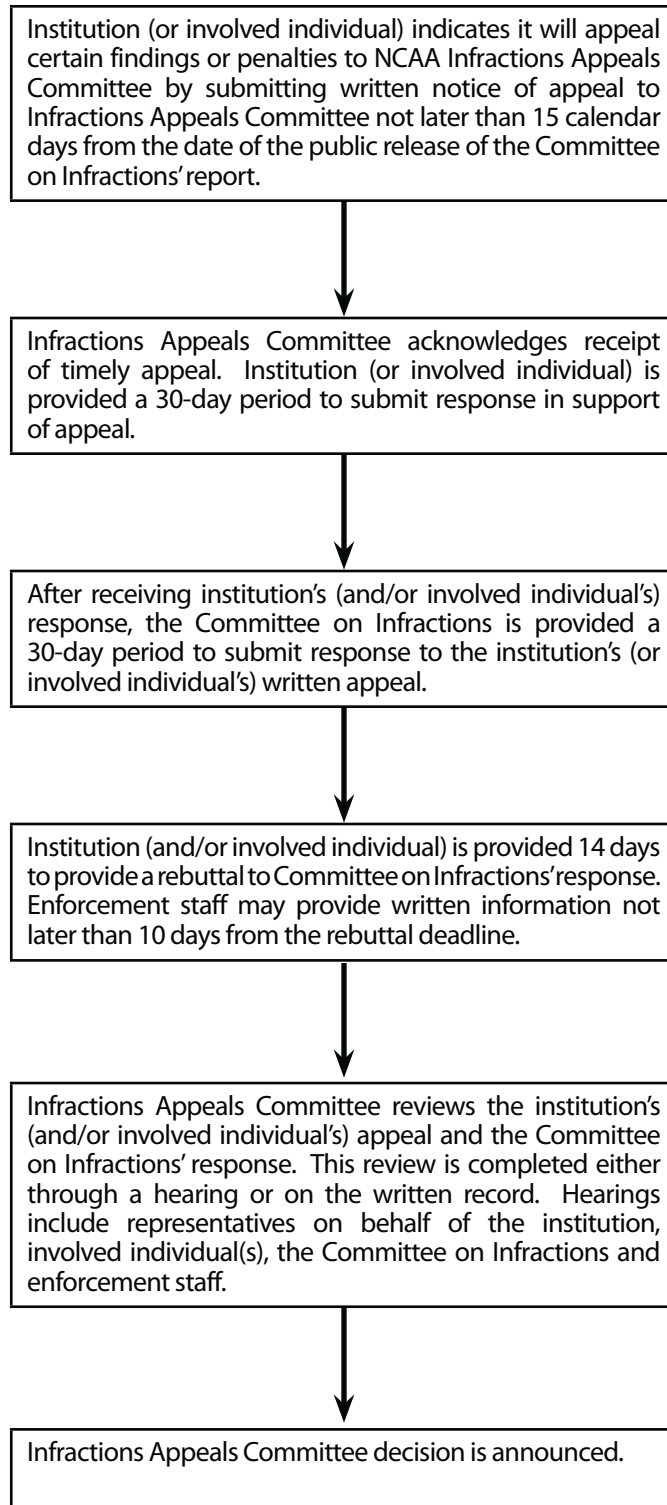 Institution (or involved individual) indicates it will appeal
certain findings or penalties to NCAA Infractions Appeals
Committee by submitting written notice of appeal to
Infractions Appeals Committee not later than 15 calendar
days from the date of the public release of the Committee
on Infractions' report.
Infractions Appeals Committee acknowledges receipt
of timely appeal. Institution (or involved individual) is
provided a 30-day period to submit response in support
of appeal.
After receiving institution's (and/or involved individual's)
response, the Committee on Infractions is provided a
30-day period to submit response to the institution's (or
involved individual's) written appeal.
Institution (and/or involved individual) is provided 14 days
to provide a rebuttal to Committee on Infractions' response.
Enforcement staff may provide written information not
later than 10 days from the rebuttal deadline.
Infractions Appeals Committee reviews the institution's
(and/or involved individual's) appeal and the Committee
on Infractions' response. This review is completed either
through a hearing or on the written record. Hearings
include representatives on behalf of the institution,
involved individual(s), the Committee on Infractions and
enforcement staff.
Infractions Appeals Committee decision is announced.